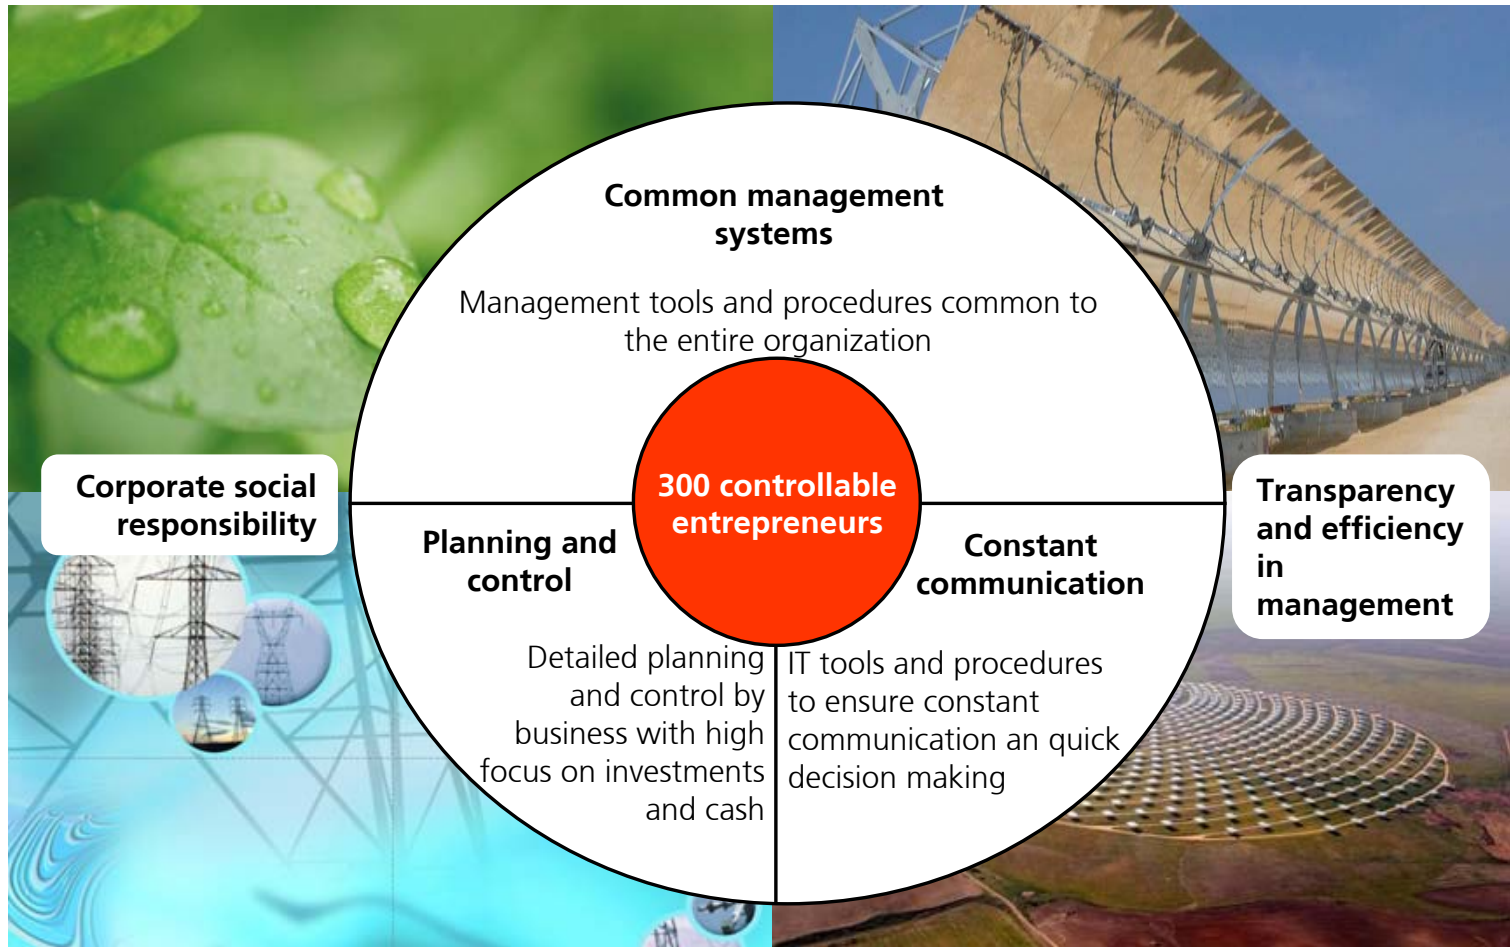 Common management
systems
Management tools and procedures common to
the entire organization
300 controllable
entrepreneurs
Corporate social
responsibility
Transparency
and efficiency
in
management
Planning and
control
Detailed planning
and control by
business with high
focus on investments
and cash
Constant
communication
IT tools and procedures
to ensure constant
communication an quick
decision making